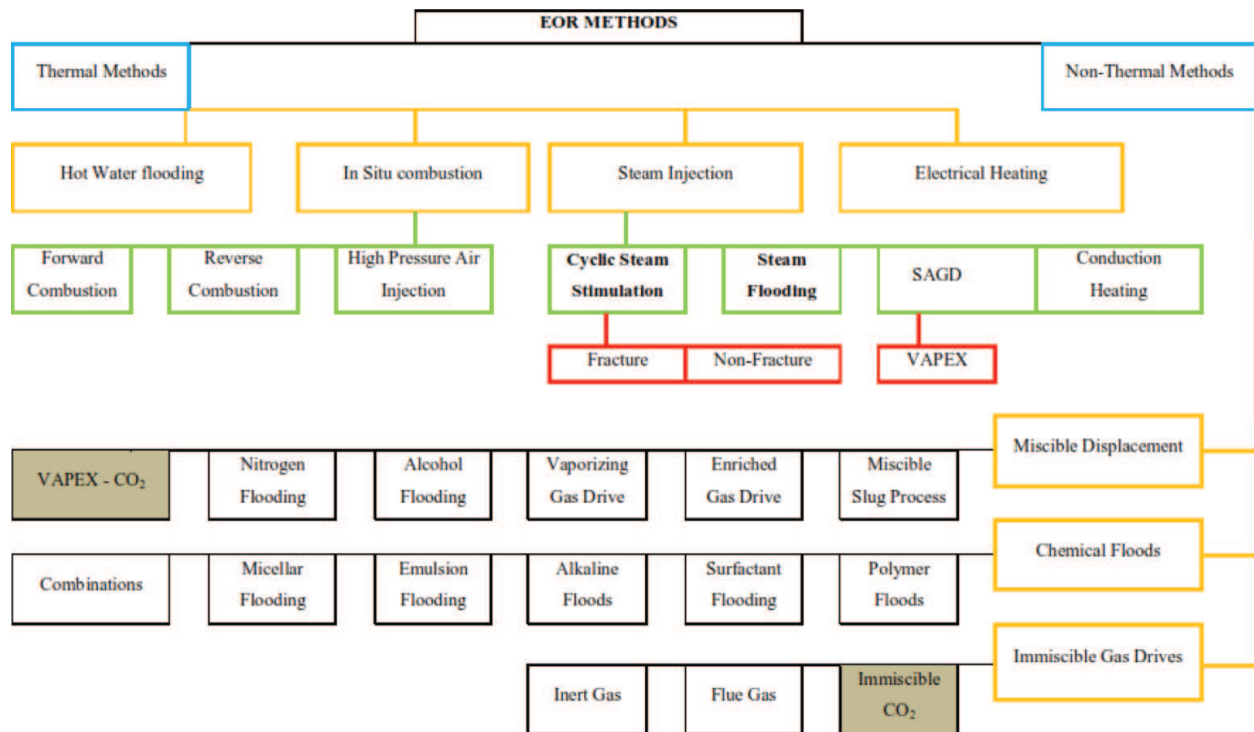 EOR METHODS
Thermal Methods
Non-Thermal Methods
Hot Water flooding
In Situ combustion
Steam Injection
Electrical Heating
Forward
Combustion
Reverse
Combustion
High Pressure Air
Injection
Cyclic Steam
Stimulation
Steam
Flooding
SAGD
Conduction
Heating
Fracture
Non-Fracture
VAPEX
Miscible Displacement
VAPEX - CO₂
Nitrogen
Flooding
Alcohol
Flooding
Vaporizing
Gas Drive
Enriched
Gas Drive
Miscible
Slug Process
Chemical Floods
Combinations
Micellar
Flooding
Emulsion
Flooding
Alkaline
Floods
Surfactant
Flooding
Polymer
Floods
Immiscible Gas Drives
Inert Gas
Flue Gas
Immiscible
CO₂